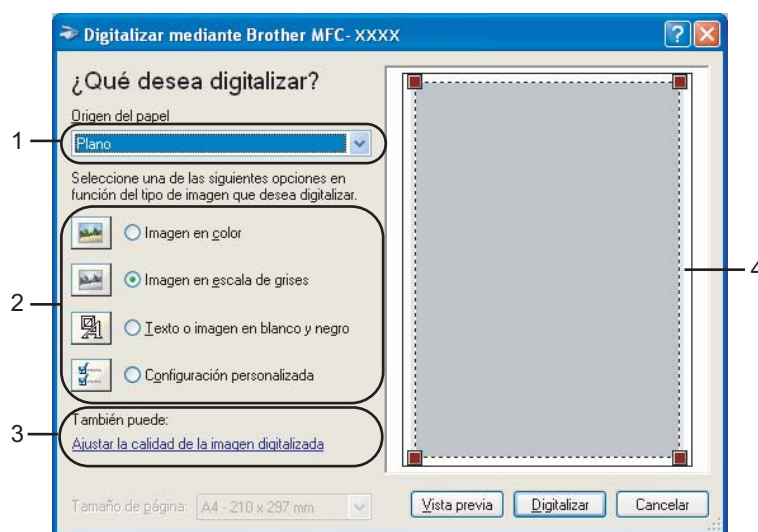 Digitalizar mediante Brother MFC-XXXX
¿Qué desea digitalizar?
Origen del papel
1
Plano
Seleccione una de las siguientes opciones en
función del tipo de imagen que desea digitalizar.
Imagen en color
Imagen en escala de grises
2
Texto o imagen en blanco y negro
Configuración personalizada
3
También puede:
Ajustar la calidad de la imagen digitalizada
4
Tamaño de página: A4 - 210 x 297 mm
Vista previa
Digitalizar
Cancelar